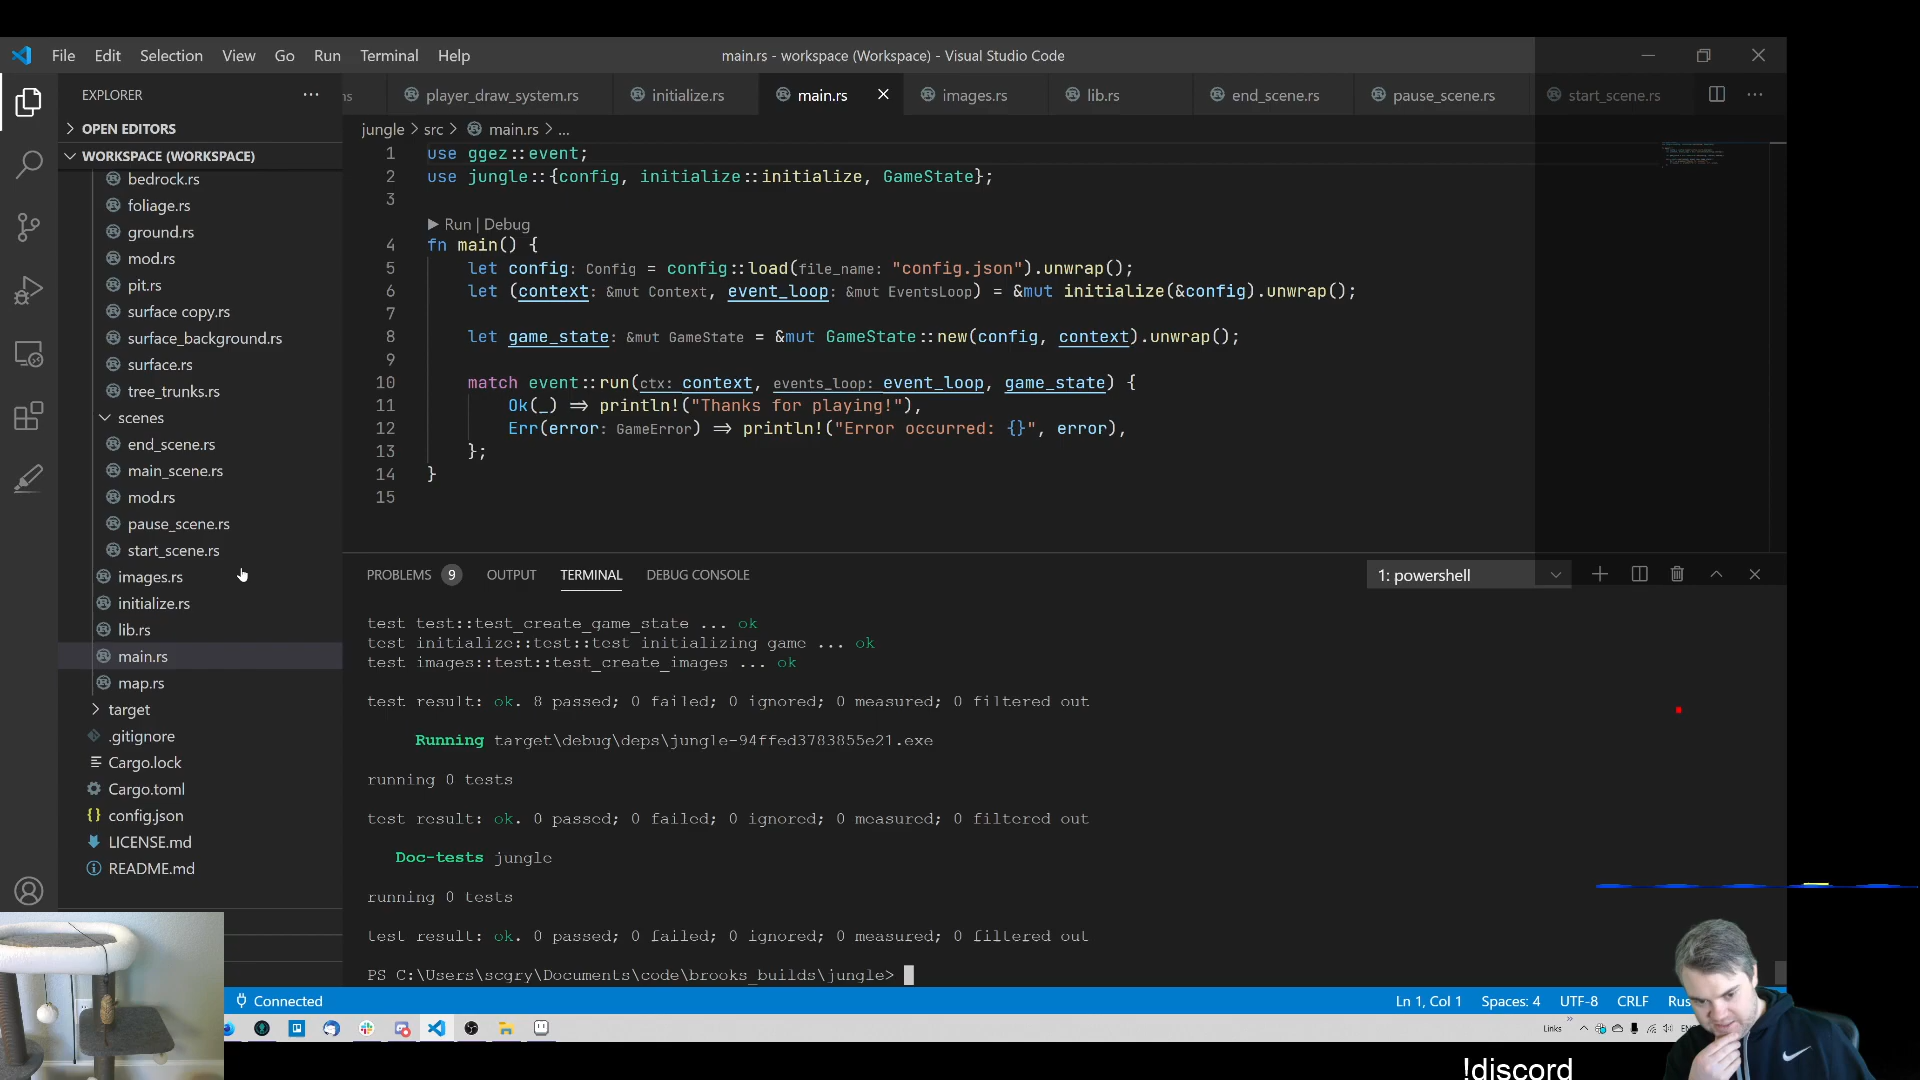 File Edit Selection View Go Run Terminal Help
main.rs - workspace (Workspace) - Visual Studio Code
EXPLORER
ns
player_draw_system.rs
initialize.rs
main.rs
images.rs
lib.rs
end_scene.rs
pause_scene.rs
start_scene.rs
OPEN EDITORS
WORKSPACE (WORKSPACE)
bedrock.rs
foliage.rs
ground.rs
mod.rs
pit.rs
surface copy.rs
surface_background.rs
surface.rs
tree_trunks.rs
scenes
end_scene.rs
main_scene.rs
mod.rs
pause_scene.rs
start_scene.rs
images.rs
initialize.rs
lib.rs
main.rs
map.rs
target
.gitignore
Cargo.lock
Cargo.toml
config.json
LICENSE.md
README.md
jungle > src > main.rs > ...
1 use ggez::event;
2 use jungle::{config, initialize::initialize, GameState};
3
Run | Debug
4 fn main() {
5 let config: Config = config::load(file_name: "config.json").unwrap();
6 let (context: &mut Context, event_loop: &mut EventsLoop) = &mut initialize(&config).unwrap();
7
8 let game_state: &mut GameState = &mut GameState::new(config, context).unwrap();
9
10 match event::run(ctx: context, events_loop: event_loop, game_state) {
11 Ok(_) => println!("Thanks for playing!"),
12 Err(error: GameError) => println!("Error occurred: {}", error),
13 };
14 }
15
PROBLEMS 9 OUTPUT TERMINAL DEBUG CONSOLE
1: powershell
test test::test_create_game_state ... ok
test initialize::test::test initializing game ... ok
test images::test::test_create_images ... ok
test result: ok. 8 passed; 0 failed; 0 ignored; 0 measured; 0 filtered out
Running target\debug\deps\jungle-94ffed3783855e21.exe
running 0 tests
test result: ok. 0 passed; 0 failed; 0 ignored; 0 measured; 0 filtered out
Doc-tests jungle
running 0 tests
test result: ok. 0 passed; 0 failed; 0 ignored; 0 measured; 0 filtered out
PS C:\Users\scgry\Documents\code\brooks_builds\jungle>
Connected
Ln 1, Col 1 Spaces: 4 UTF-8 CRLF Rus
Links
!discord